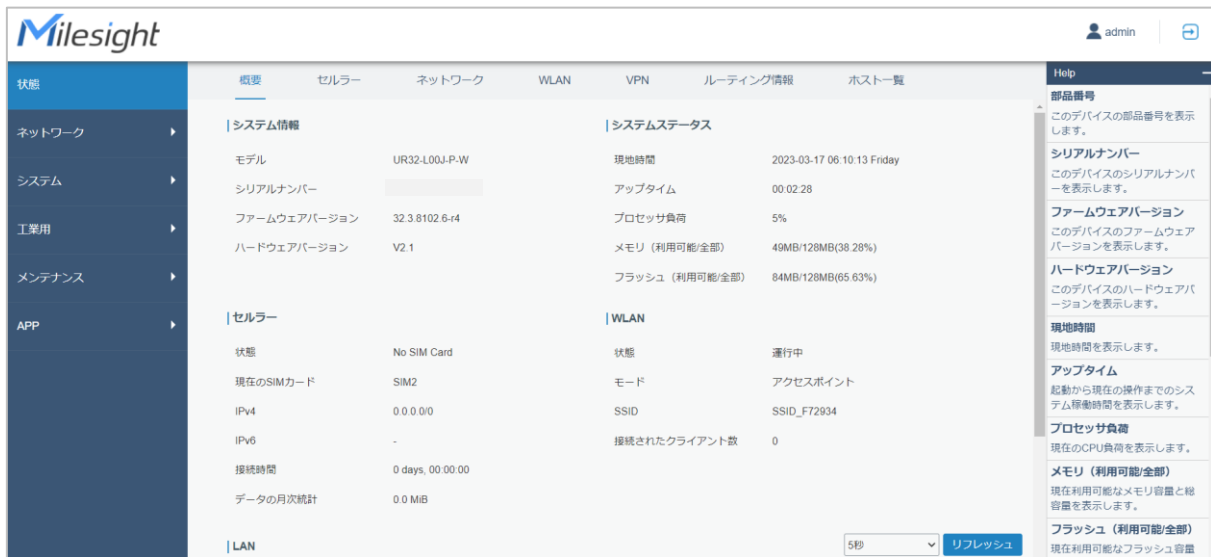 Milesight
admin
状態
ネットワーク
システム
工業用
メンテナンス
APP
概要 セルラー ネットワーク WLAN VPN ルーティング情報 ホスト一覧
システム情報
モデル UR32-L00J-P-W
シリアルナンバー
ファームウェアバージョン 32.3.8102.6-r4
ハードウェアバージョン V2.1
システムステータス
現地時間 2023-03-17 06:10:13 Friday
アップタイム 00:02:28
プロセッサ負荷 5%
メモリ（利用可能/全部） 49MB/128MB(38.28%)
フラッシュ（利用可能/全部） 84MB/128MB(65.63%)
セルラー
状態 No SIM Card
現在のSIMカード SIM2
IPv4 0.0.0.0/0
IPv6 -
接続時間 0 days, 00:00:00
データの月次統計 0.0 MiB
WLAN
状態 運行中
モード アクセスポイント
SSID SSID_F72934
接続されたクライアント数 0
LAN
5秒 リフレッシュ
Help
部品番号
このデバイスの部品番号を表示
します。
シリアルナンバー
このデバイスのシリアルナンバ
ーを表示します。
ファームウェアバージョン
このデバイスのファームウェア
バージョンを表示します。
ハードウェアバージョン
このデバイスのハードウェアバ
ージョンを表示します。
現地時間
現地時間を表示します。
アップタイム
起動から現在の操作までのシス
テム稼働時間を表示します。
プロセッサ負荷
現在のCPU負荷を表示します。
メモリ（利用可能/全部）
現在利用可能なメモリ容量と総
容量を表示します。
フラッシュ（利用可能/全部）
現在利用可能なフラッシュ容量